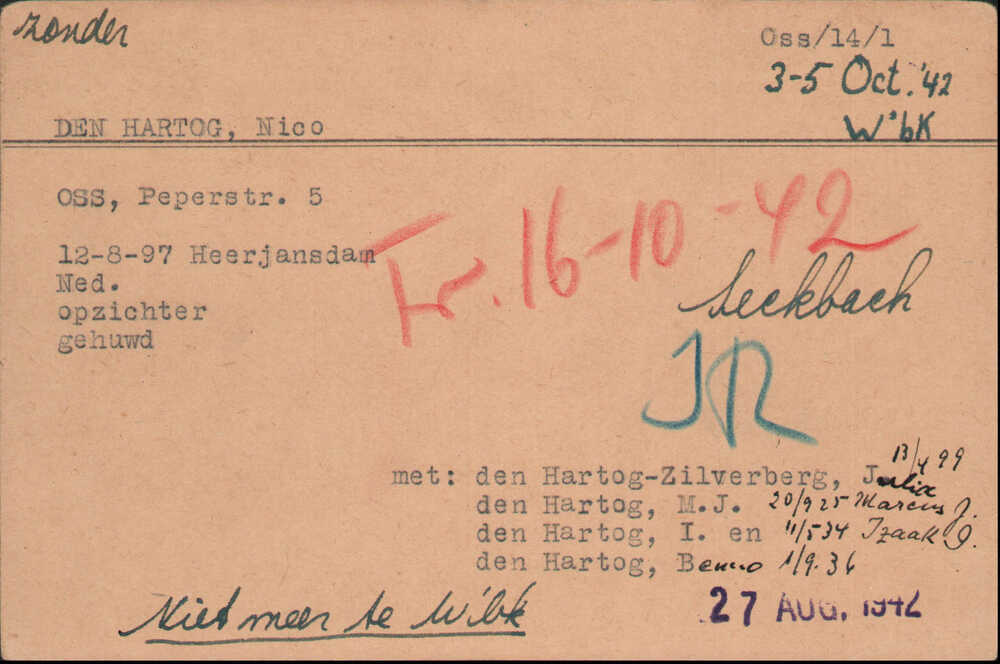 zonder
Oss/14/1
3-5 Oct. '42
W'bK
DEN HARTOG, Nico
OSS, Peperstr. 5
12-8-97 Heerjansdam
Ned.
opzichter
gehuwd
Tr. 16-10-42
Seckbach
JR
met: den Hartog-Zilverberg, Julia 13/4 99
den Hartog, M.J. 20/9 25 Marcus J.
den Hartog, I. en 11/5 34 Izaak I.
den Hartog, Benno 1/9.36
27 AUG. 1942
Niet meer te W'bk